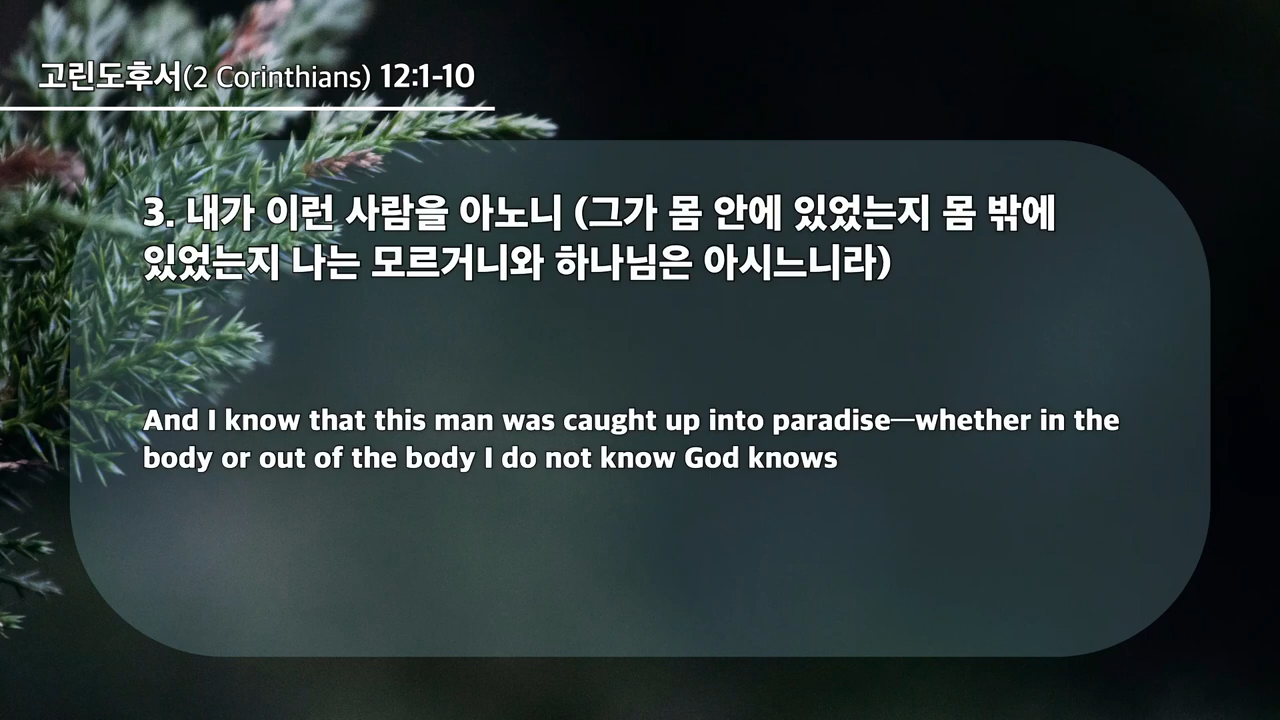 고린도후서(2 Corinthians) 12:1-10
3. 내가 이런 사람을 아노니 (그가 몸 안에 있었는지 몸 밖에
있었는지 나는 모르거니와 하나님은 아시느니라)
And I know that this man was caught up into paradise—whether in the
body or out of the body I do not know God knows